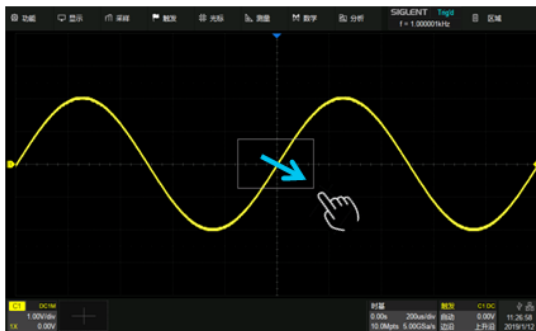 功能 显示 采样 触发 光标 测量 数学 分析 SIGLENT Trig'd
f = 1.000001kHz
C1 DC1M
1.00V/div
1X 0.00V
时基
0.00s 200us/div
10.0Mpts 5.00GSa/s
触发 C1 DC
自动 0.00V
边沿 上升沿
11:26:58
2019/1/12